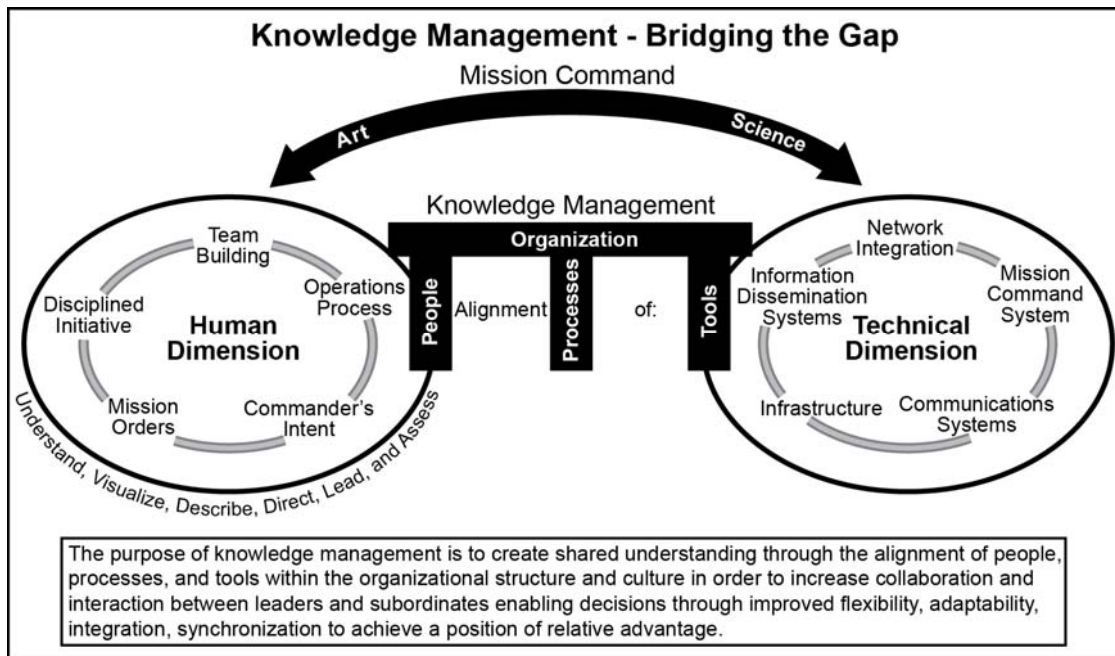 Knowledge Management - Bridging the Gap
Mission Command
Art
Science
Knowledge Management
Organization
People
Alignment
Processes
of:
Tools
Team
Building
Operations
Process
Commander's
Intent
Mission
Orders
Disciplined
Initiative
Human
Dimension
Understand, Visualize, Describe, Direct, Lead, and Assess
Network
Integration
Mission
Command
System
Communications
Systems
Infrastructure
Information
Dissemination
Systems
Technical
Dimension
The purpose of knowledge management is to create shared understanding through the alignment of people,
processes, and tools within the organizational structure and culture in order to increase collaboration and
interaction between leaders and subordinates enabling decisions through improved flexibility, adaptability,
integration, synchronization to achieve a position of relative advantage.